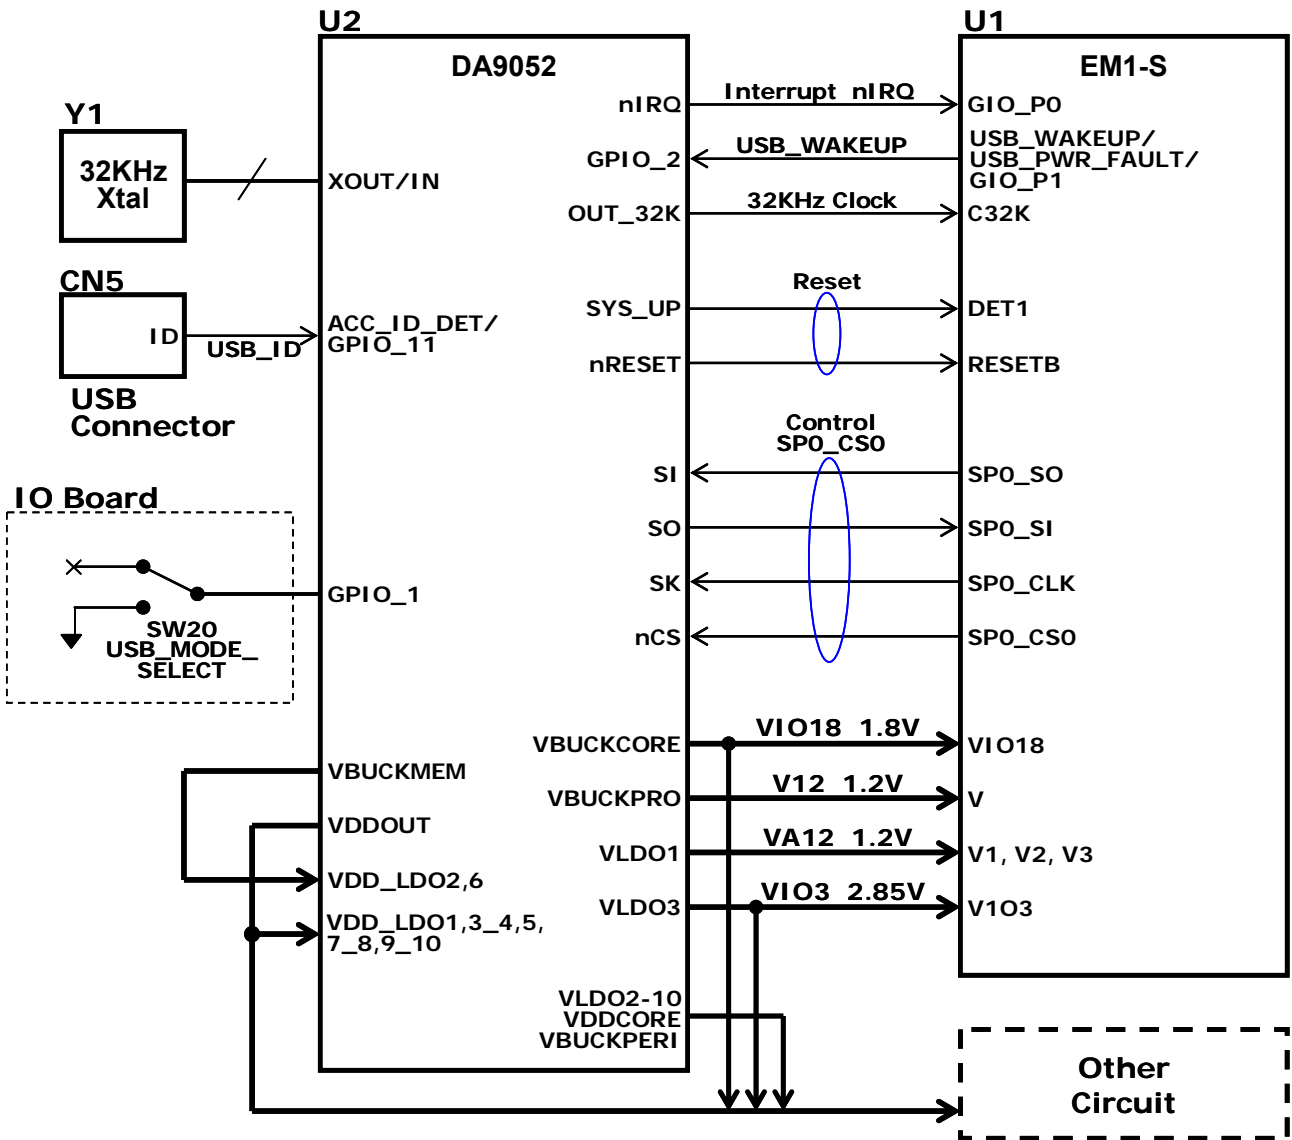 U2
U1
DA9052
EM1-S
Y1
32KHz
Xtal
XOUT/IN
nIRQ
Interrupt nIRQ
GIO_P0
GPIO_2
USB_WAKEUP
USB_WAKEUP/
USB_PWR_FAULT/
GIO_P1
OUT_32K
32KHz Clock
C32K
CN5
ID
USB_ID
ACC_ID_DET/
GPIO_11
USB
Connector
Reset
SYS_UP
DET1
nRESET
RESETB
Control
SP0_CS0
SI
SP0_SO
SO
SP0_SI
SK
SP0_CLK
nCS
SP0_CS0
IO Board
GPIO_1
SW20
USB_MODE_
SELECT
VBUCKCORE
VIO18 1.8V
VIO18
VBUCKMEM
VBUCKPRO
V12 1.2V
V
VDDOUT
VLDO1
VA12 1.2V
V1, V2, V3
VDD_LDO2,6
VLDO3
VIO3 2.85V
V1O3
VDD_LDO1,3_4,5,
7_8,9_10
VLDO2-10
VDDCORE
VBUCKPERI
Other
Circuit